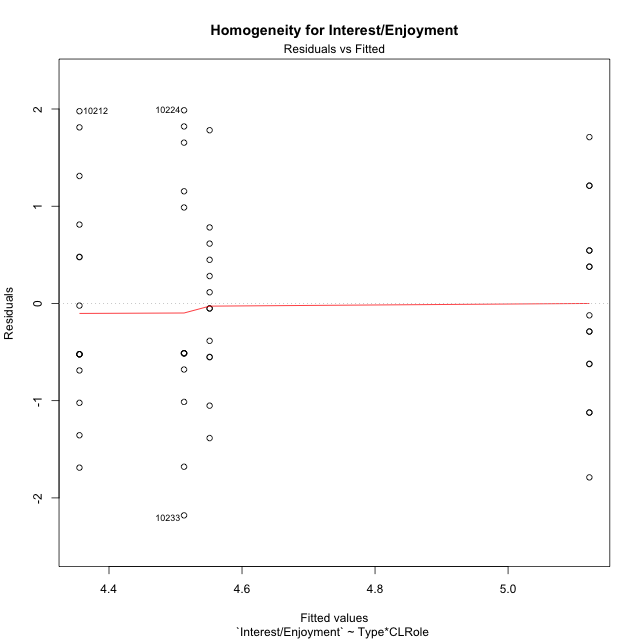 Homogeneity for Interest/Enjoyment
Residuals vs Fitted
2
1
0
-1
-2
Residuals
10212
10224
10233
4.4
4.6
4.8
5.0
Fitted values
`Interest/Enjoyment` ~ Type*CLRole